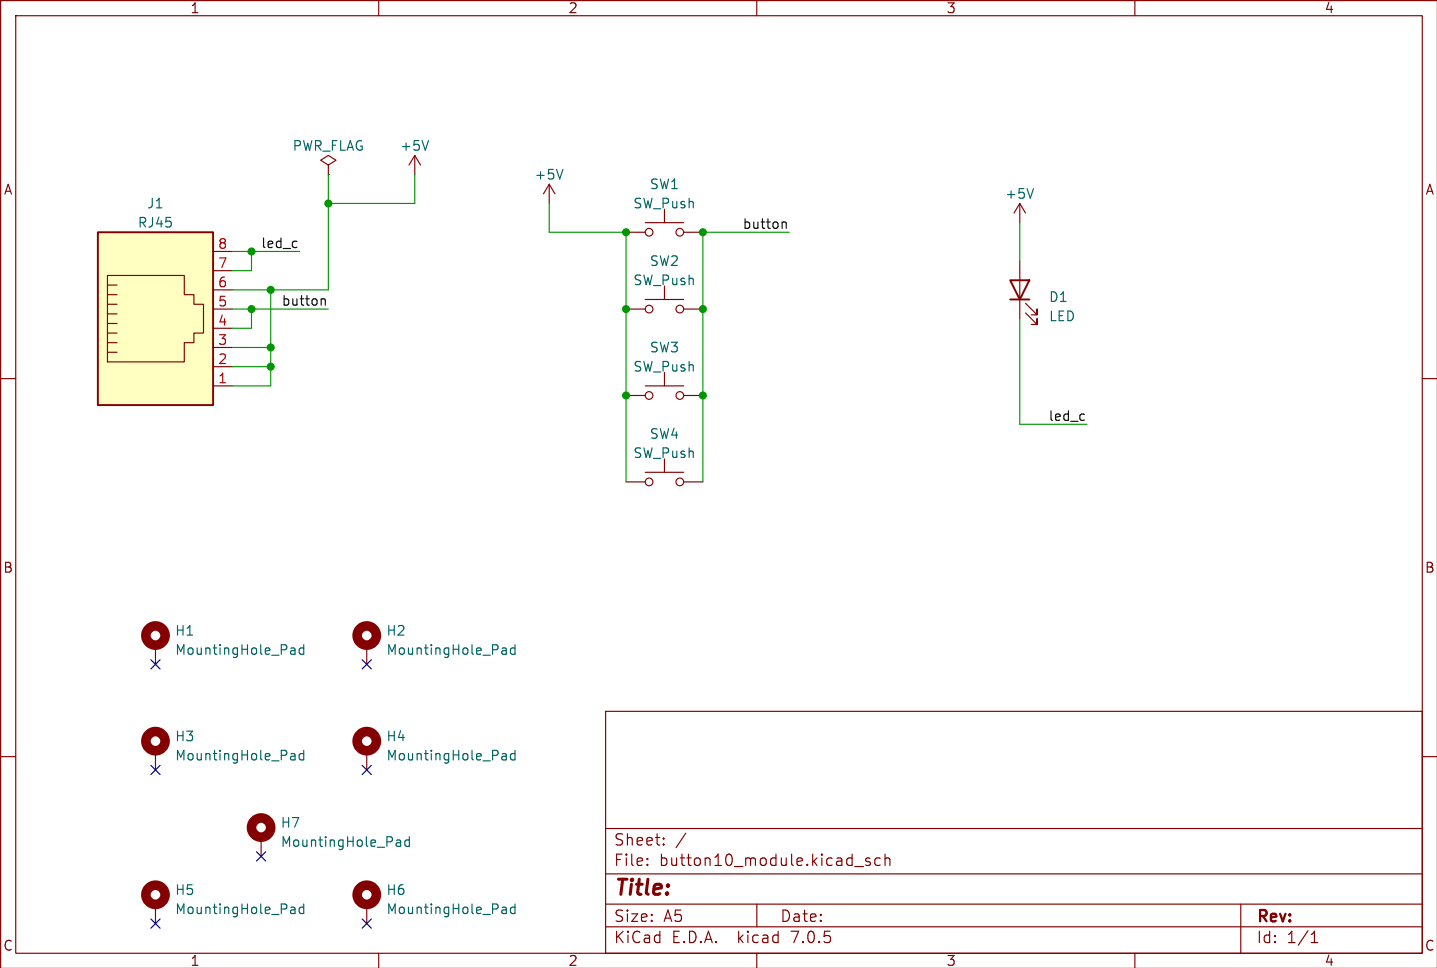 1 2 3 4
A A
B B
C C
PWR_FLAG
+5V
J1
RJ45
8
led_c
7
6
5
button
4
3
2
1
+5V
SW1
SW_Push
button
SW2
SW_Push
SW3
SW_Push
SW4
SW_Push
+5V
D1
LED
led_c
H1
MountingHole_Pad
H2
MountingHole_Pad
H3
MountingHole_Pad
H4
MountingHole_Pad
H7
MountingHole_Pad
H5
MountingHole_Pad
H6
MountingHole_Pad
Sheet: /
File: button10_module.kicad_sch
Title:
Size: A5 Date: Rev:
KiCad E.D.A. kicad 7.0.5 Id: 1/1
1 2 3 4